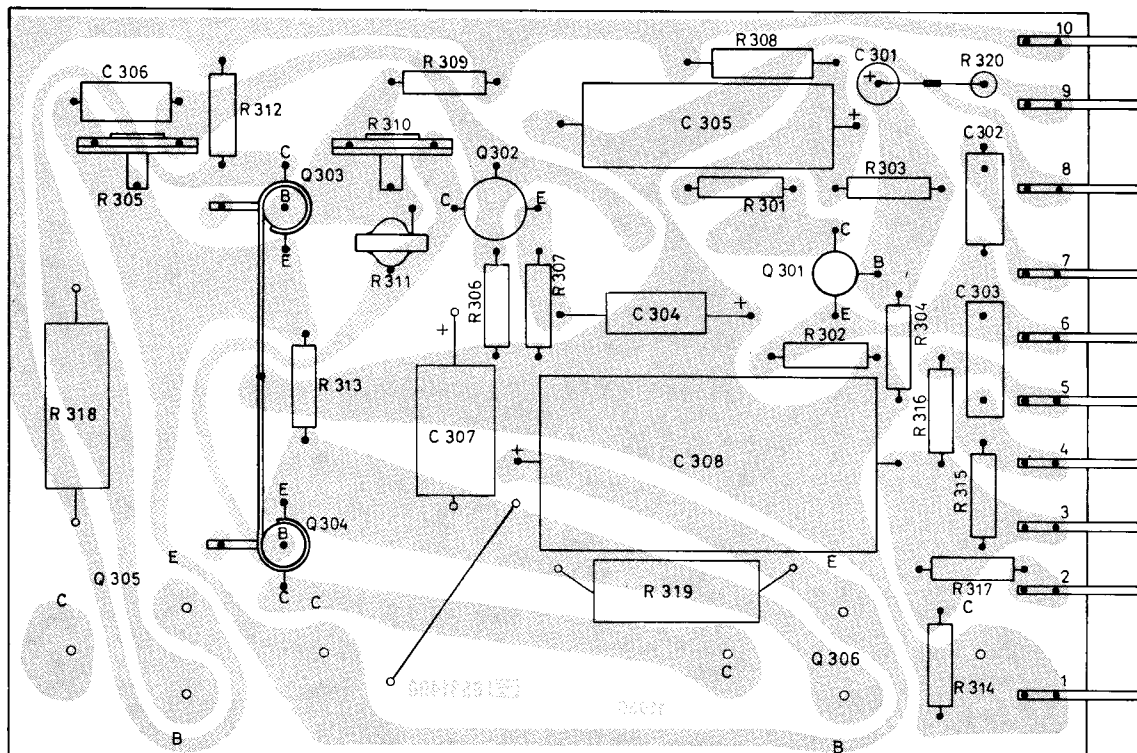 10
R 308
C 301
R 320
R 309
C 306
+
R 312
9
C 305
+
C 302
R 310
Q 302
C
Q 303
8
R 303
R 305
B
C
E
R 301
C
E
Q 301
B
7
R 311
R 306
R 307
E
C 303
R 304
+
C 304
+
6
R 302
R 313
R 318
5
R 316
C 307
C 308
+
4
R 315
E
Q 304
3
B
E
E
Q 305
C
C
C
R 319
R 317
2
C
Q 306
C
R 314
1
B
B